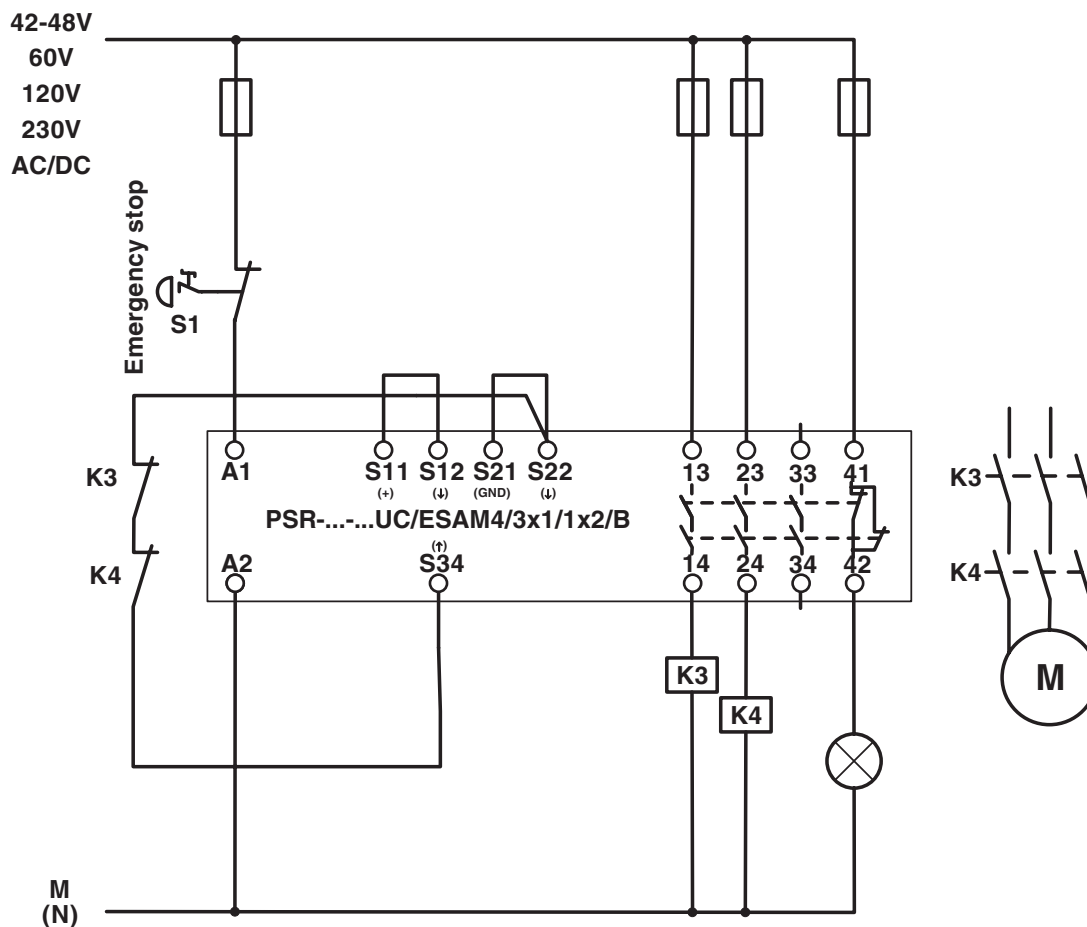 42-48V
60V
120V
230V
AC/DC
Emergency stop
S1
K3
K4
A1
S11
(+)
S12
(↓)
S21
(GND)
S22
(↓)
13
23
33
41
PSR-...-...UC/ESAM4/3x1/1x2/B
A2
(↑)
S34
14
24
34
42
K3
K4
K3
K4
M
M
(N)